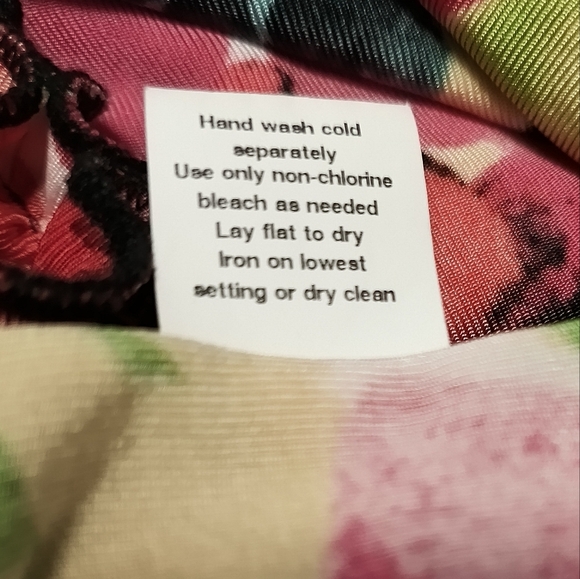 Hand wash cold
separately
Use only non-chlorine
bleach as needed
Lay flat to dry
Iron on lowest
setting or dry clean